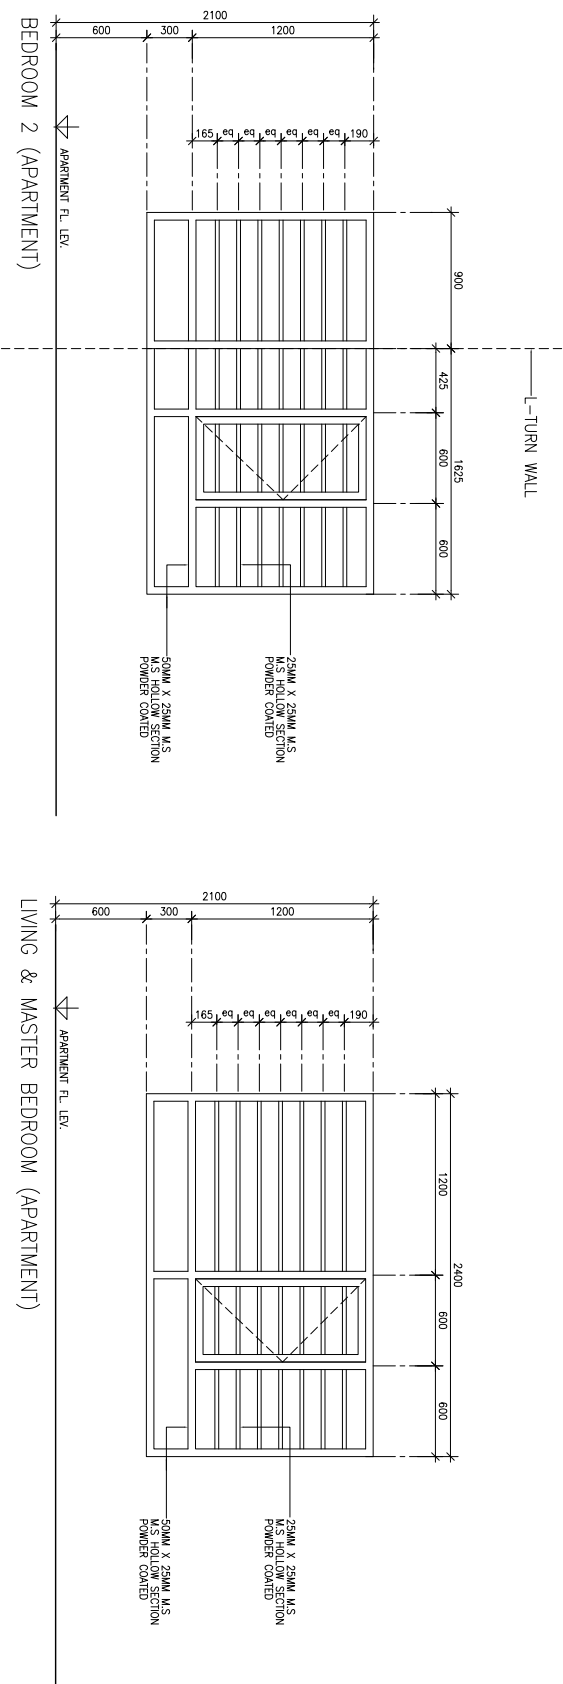 2100
600
300
1200
165
eq
eq
eq
eq
eq
eq
190
APARTMENT FL. LEV.
900
425
1625
600
600
L-TURN WALL
25MM X 25MM M.S
M.S HOLLOW SECTION
POWDER COATED
50MM X 25MM M.S
M.S HOLLOW SECTION
POWDER COATED
BEDROOM 2 (APARTMENT)
2100
600
300
1200
165
eq
eq
eq
eq
eq
eq
190
APARTMENT FL. LEV.
2400
1200
600
600
25MM X 25MM M.S
M.S HOLLOW SECTION
POWDER COATED
50MM X 25MM M.S
M.S HOLLOW SECTION
POWDER COATED
LIVING & MASTER BEDROOM (APARTMENT)